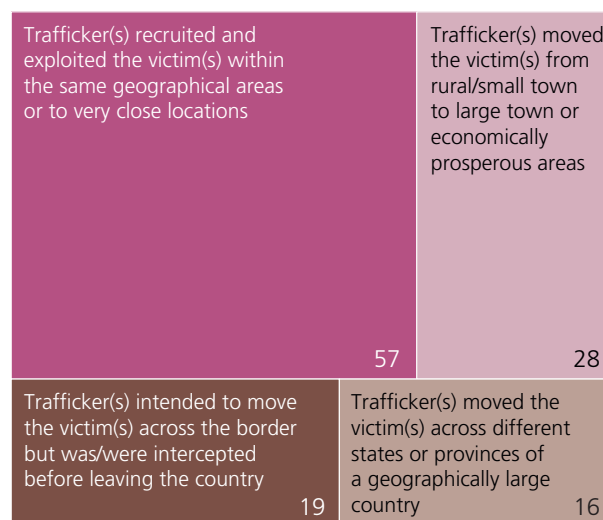 Trafficker(s) recruited and
exploited the victim(s) within
the same geographical areas
or to very close locations
57
Trafficker(s) moved
the victim(s) from
rural/small town
to large town or
economically
prosperous areas
28
Trafficker(s) intended to move
the victim(s) across the border
but was/were intercepted
before leaving the country
19
Trafficker(s) moved the
victim(s) across different
states or provinces of
a geographically large
country
16